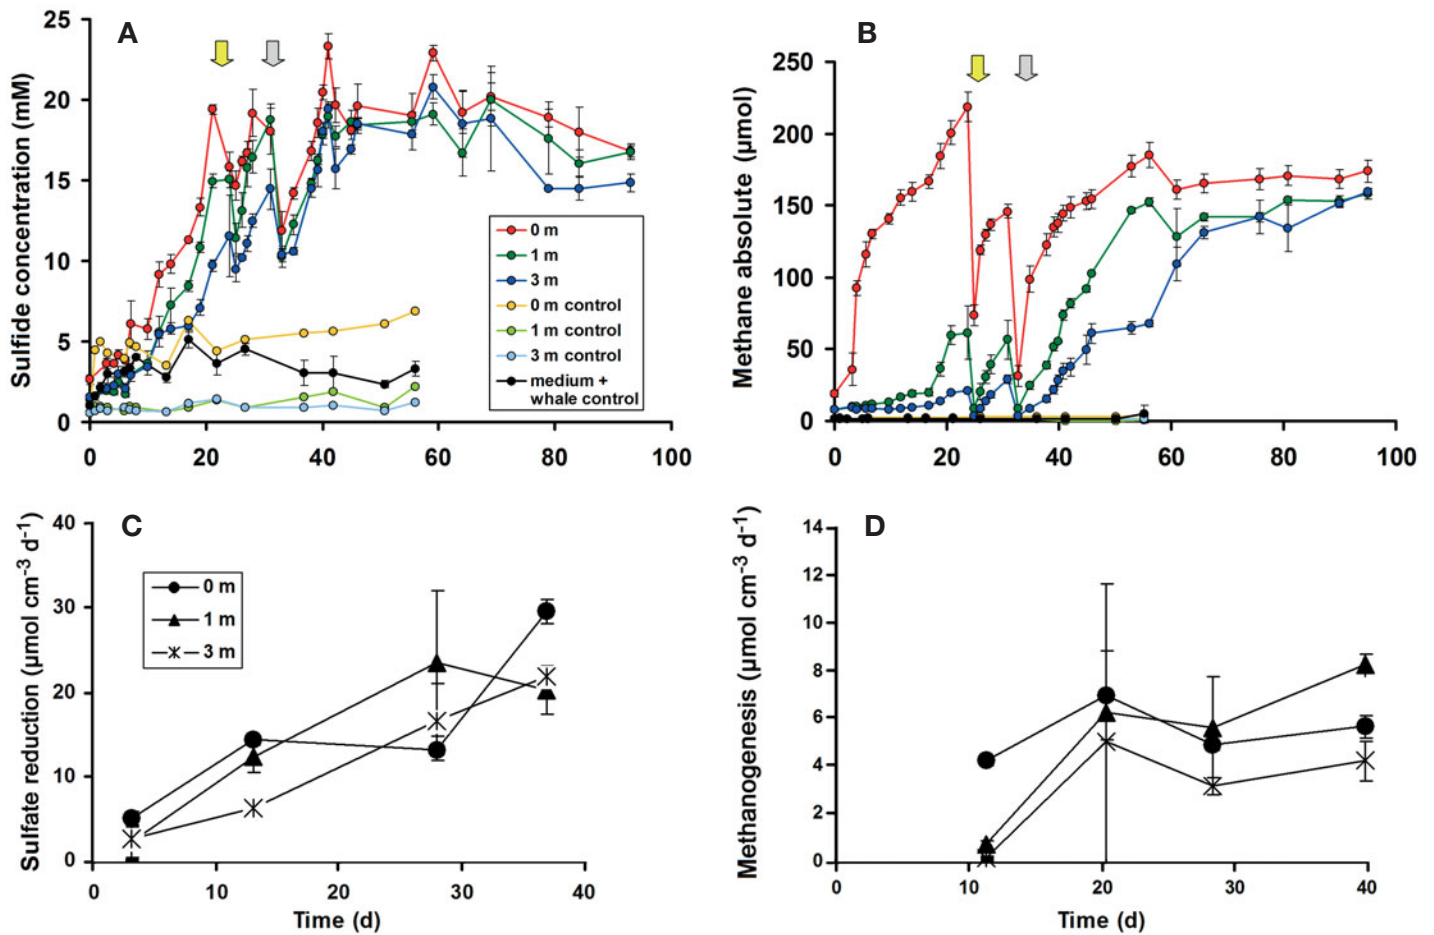 A
Sulfide concentration (mM)
25
20
15
10
5
0
0 20 40 60 80 100
0 m
1 m
3 m
0 m control
1 m control
3 m control
medium +
whale control
B
Methane absolute (µmol)
250
200
150
100
50
0
0 20 40 60 80 100
C
Sulfate reduction (µmol cm-3 d-1)
40
30
20
10
0
0 10 20 30 40
Time (d)
0 m
1 m
3 m
D
Methanogenesis (µmol cm-3 d-1)
14
12
10
8
6
4
2
0
0 10 20 30 40
Time (d)